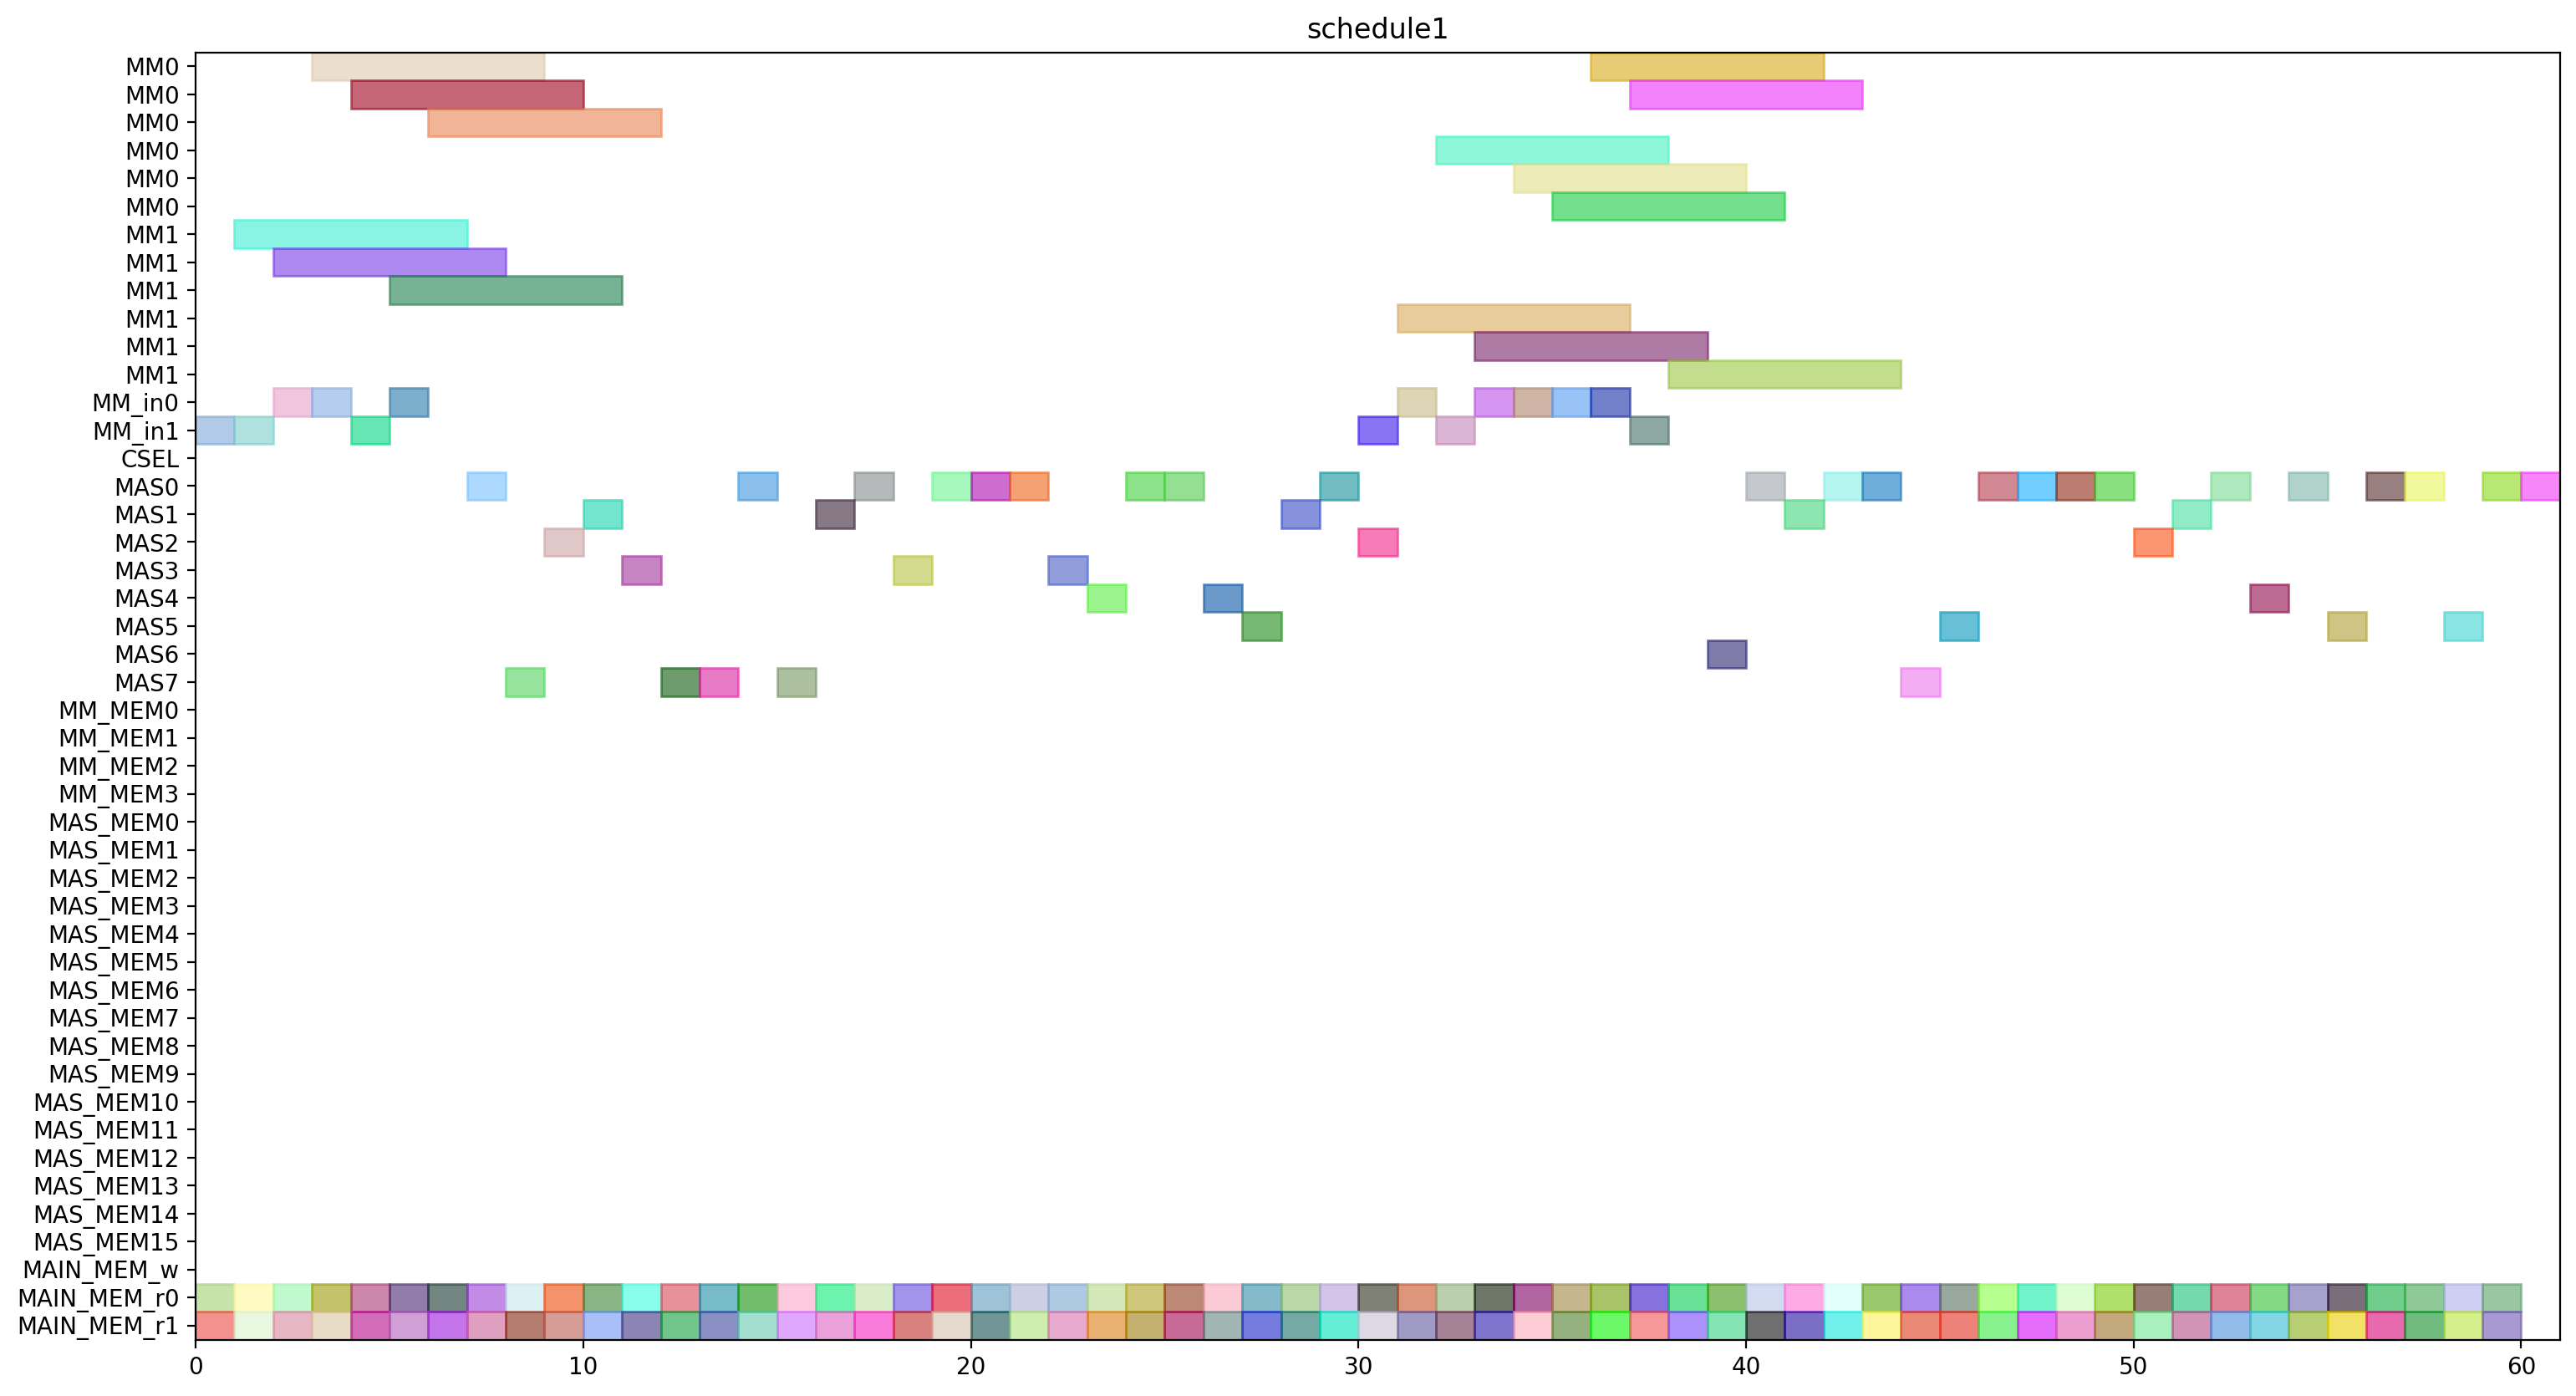 schedule1
MM0
MM0
MM0
MM0
MM0
MM0
MM1
MM1
MM1
MM1
MM1
MM1
MM_in0
MM_in1
CSEL
MAS0
MAS1
MAS2
MAS3
MAS4
MAS5
MAS6
MAS7
MM_MEM0
MM_MEM1
MM_MEM2
MM_MEM3
MAS_MEM0
MAS_MEM1
MAS_MEM2
MAS_MEM3
MAS_MEM4
MAS_MEM5
MAS_MEM6
MAS_MEM7
MAS_MEM8
MAS_MEM9
MAS_MEM10
MAS_MEM11
MAS_MEM12
MAS_MEM13
MAS_MEM14
MAS_MEM15
MAIN_MEM_w
MAIN_MEM_r0
MAIN_MEM_r1
0 10 20 30 40 50 60